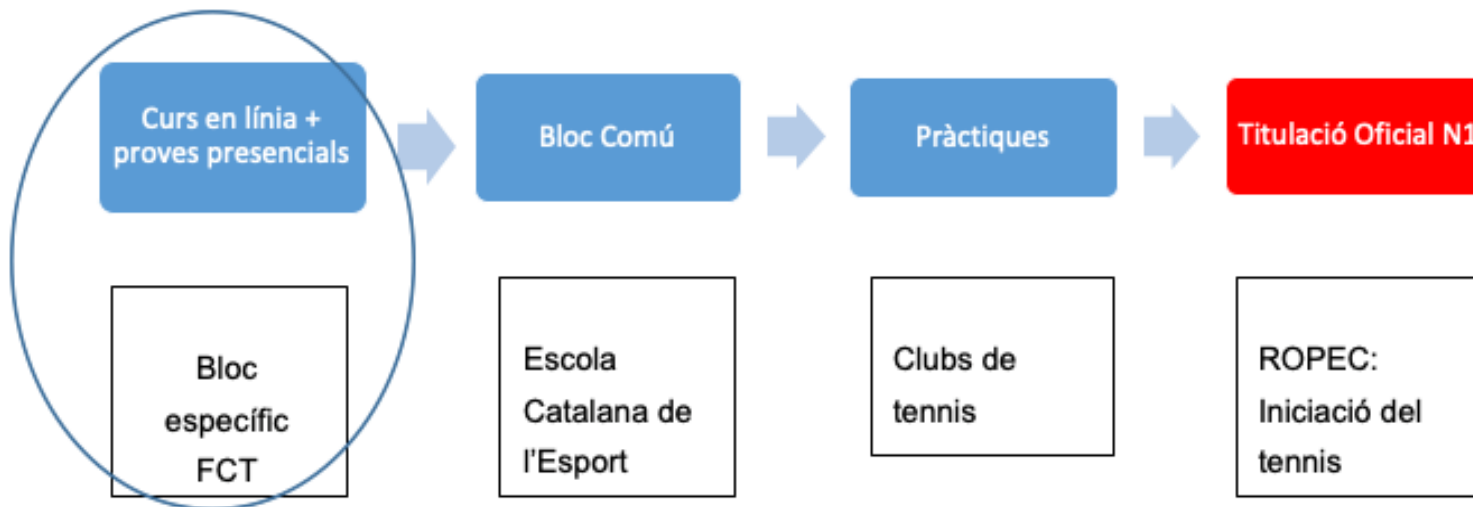 Curs en línia +
proves presencials
Bloc Comú
Pràctiques
Titulació Oficial N1
Bloc
específic
FCT
Escola
Catalana de
l'Esport
Clubs de
tennis
ROPEC:
Iniciació del
tennis